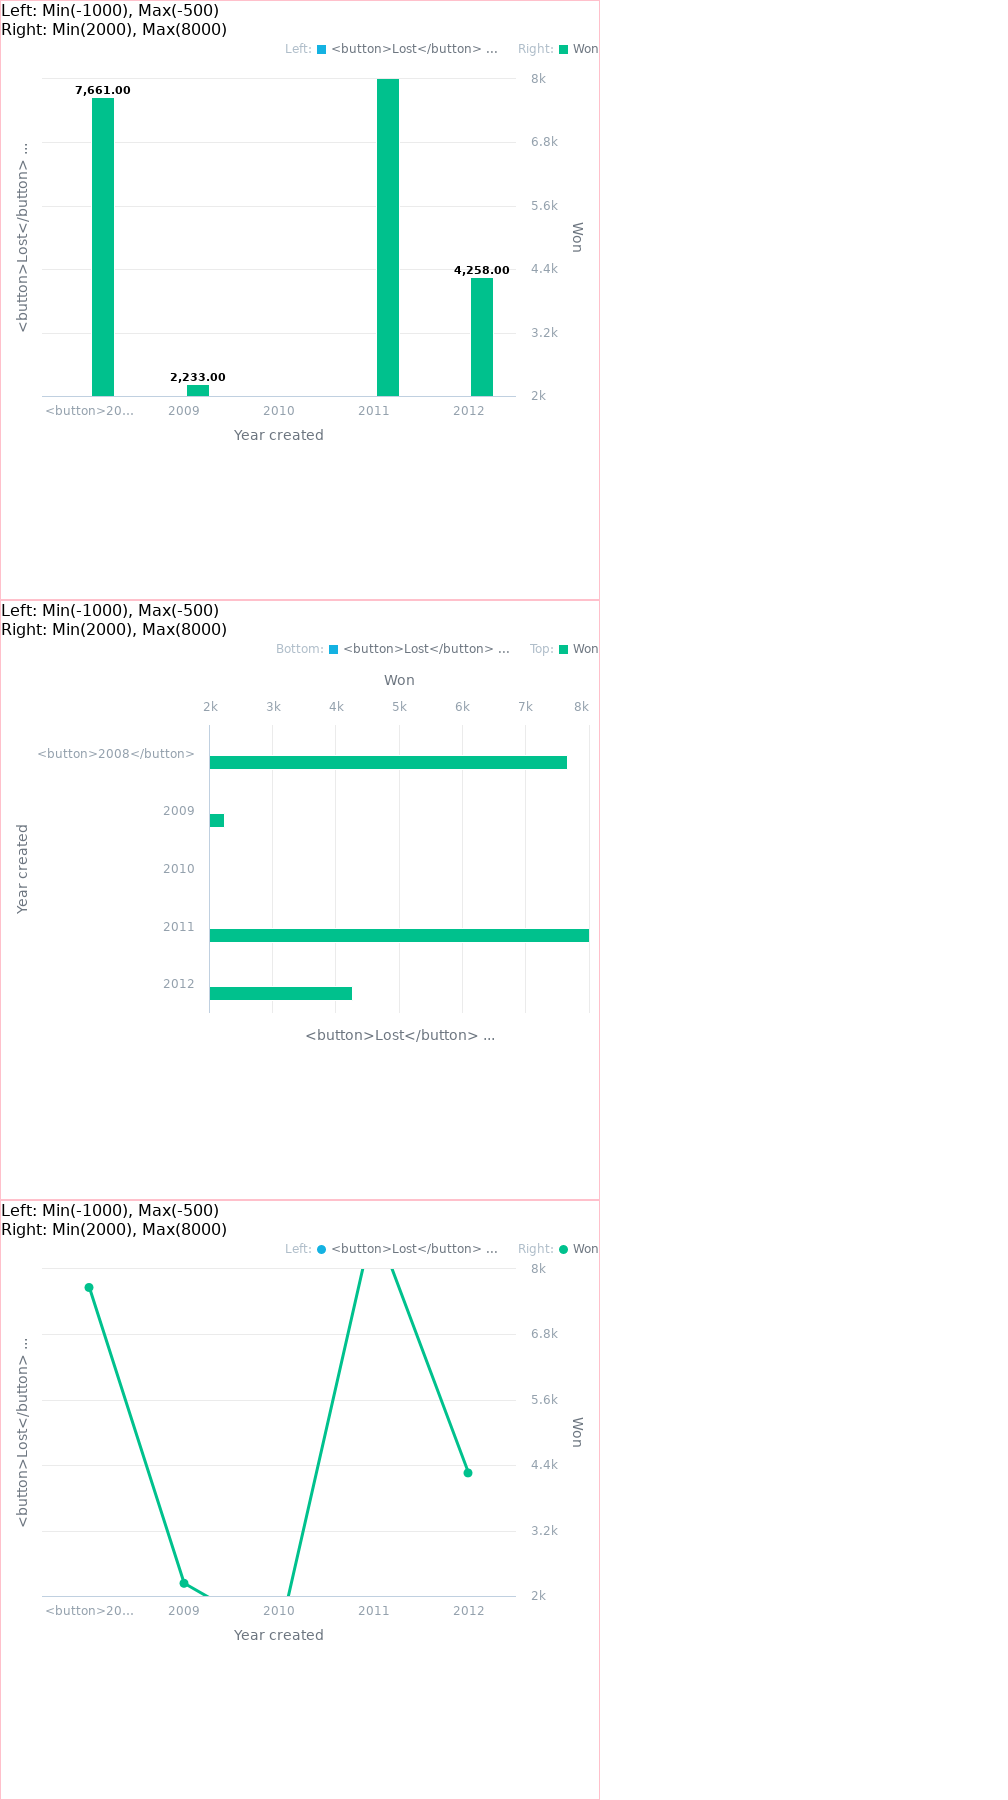 Left: Min(-1000), Max(-500)
Right: Min(2000), Max(8000)
Left: <button>Lost</button> ... Right: Won
8k
7,661.00
6.8k
5.6k
<button>Lost</button> ...
Won
4.4k
4,258.00
3.2k
2,233.00
2k
<button>20... 2009 2010 2011 2012
Year created
Left: Min(-1000), Max(-500)
Right: Min(2000), Max(8000)
Bottom: <button>Lost</button> ... Top: Won
Won
2k 3k 4k 5k 6k 7k 8k
<button>2008</button>
2009
Year created
2010
2011
2012
<button>Lost</button> ...
Left: Min(-1000), Max(-500)
Right: Min(2000), Max(8000)
Left: <button>Lost</button> ... Right: Won
8k
6.8k
5.6k
<button>Lost</button> ...
Won
4.4k
3.2k
2k
<button>20... 2009 2010 2011 2012
Year created